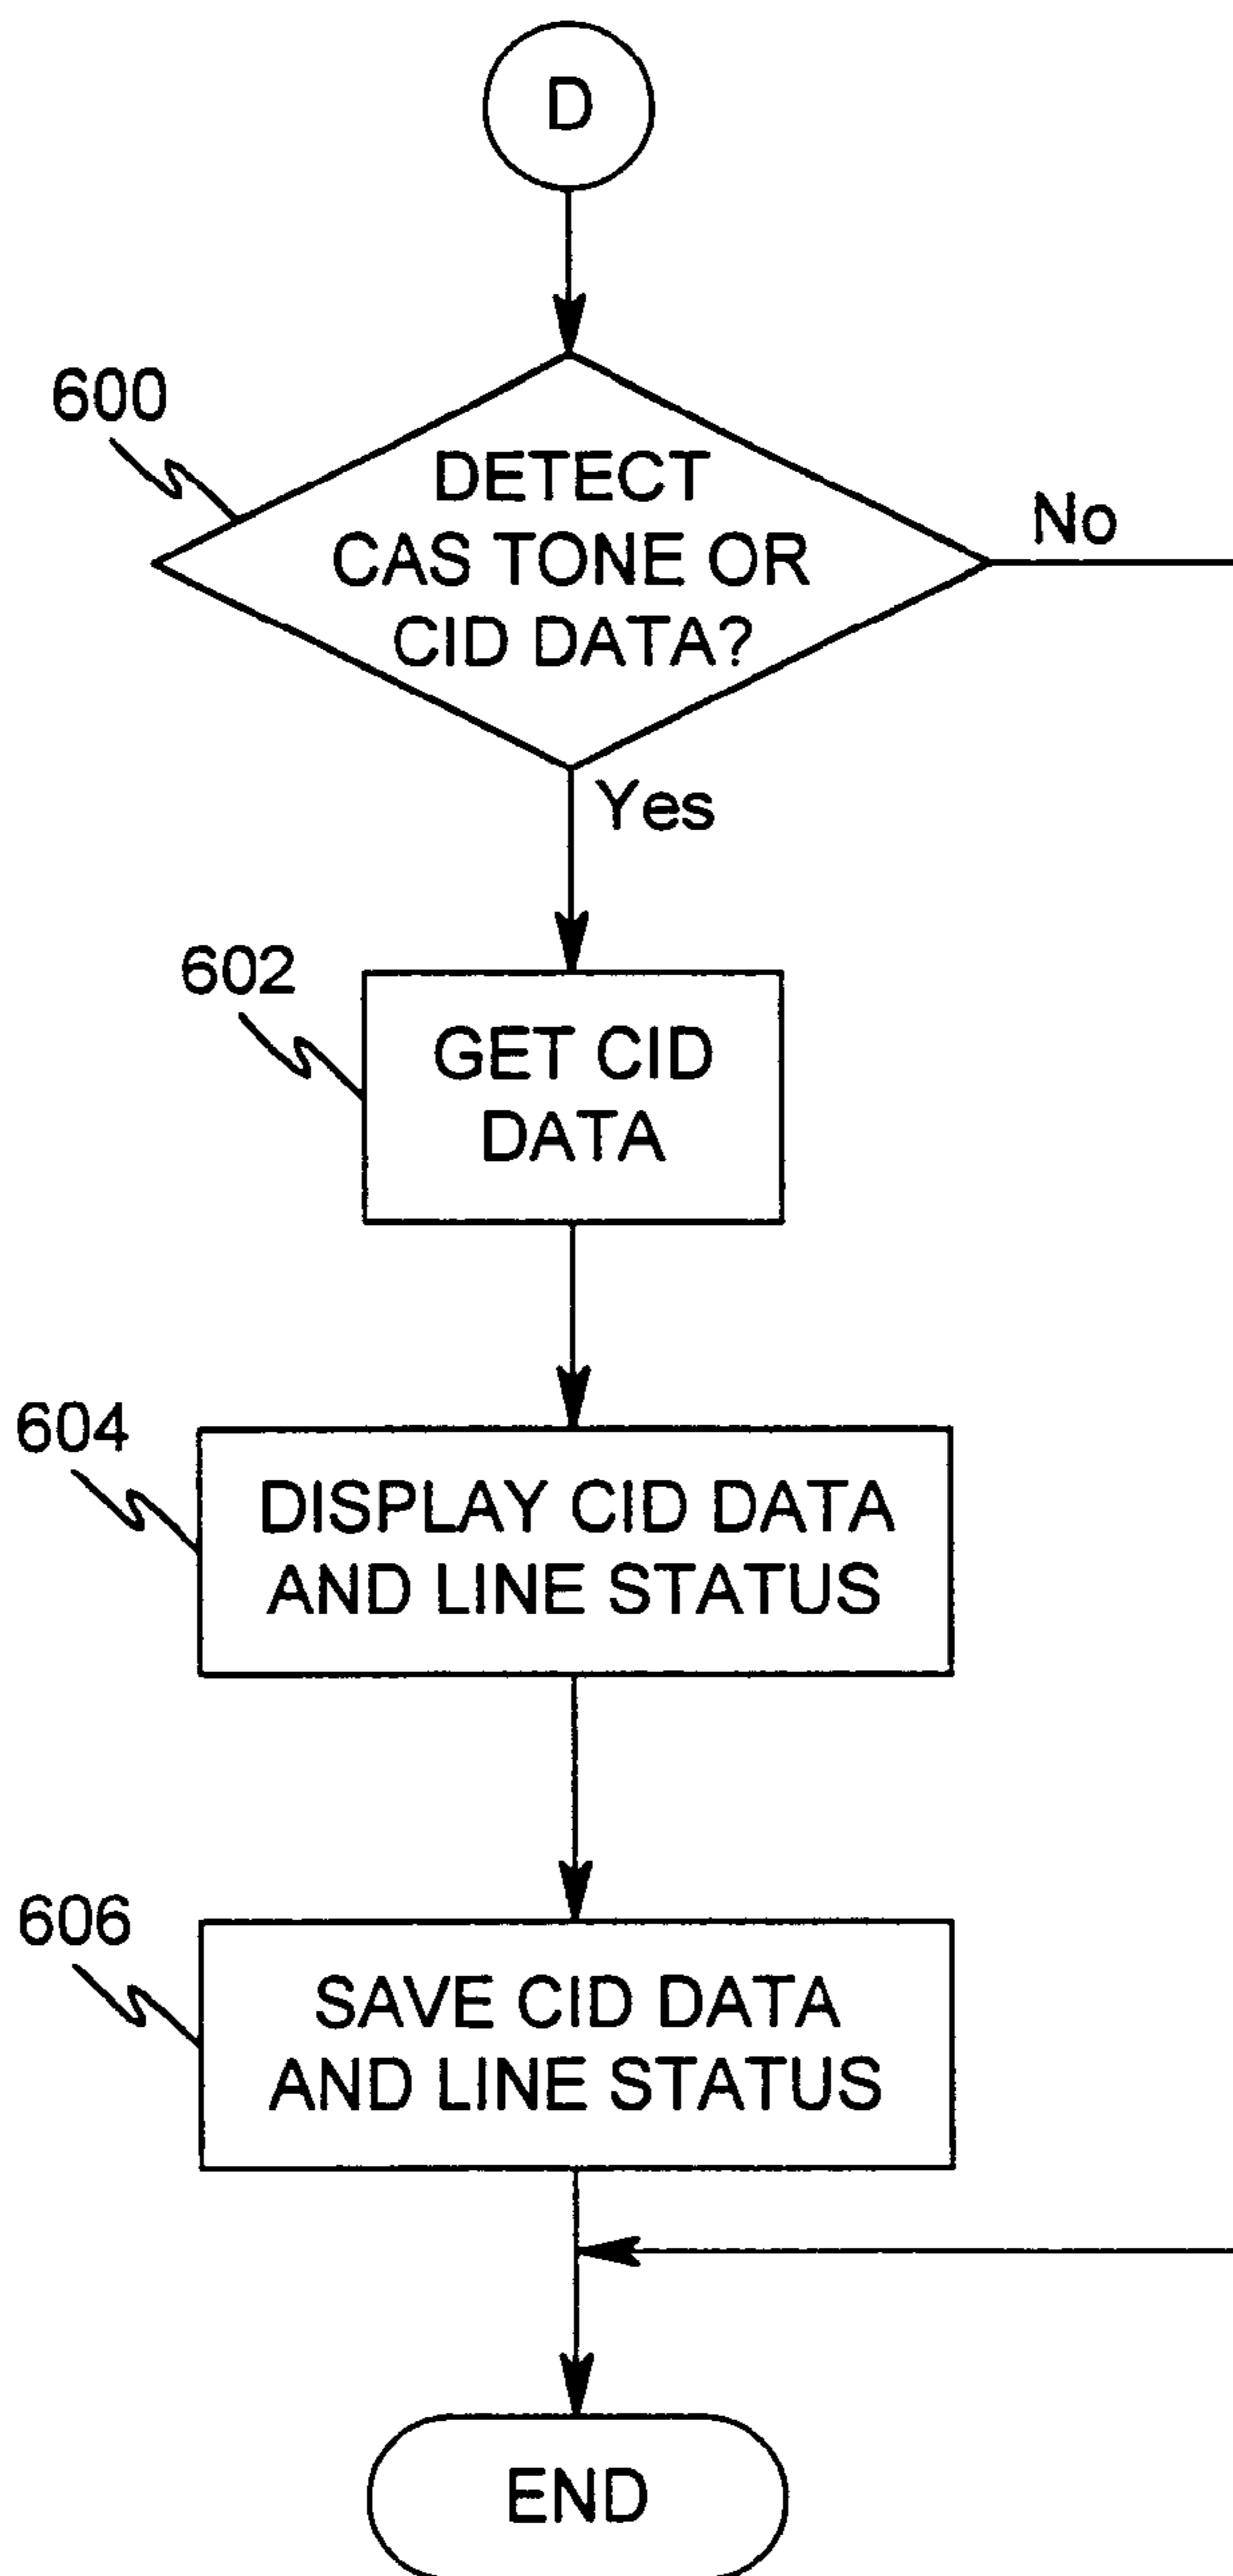 D
600
DETECT
CAS TONE OR
CID DATA?
No
Yes
602
GET CID
DATA
604
DISPLAY CID DATA
AND LINE STATUS
606
SAVE CID DATA
AND LINE STATUS
END